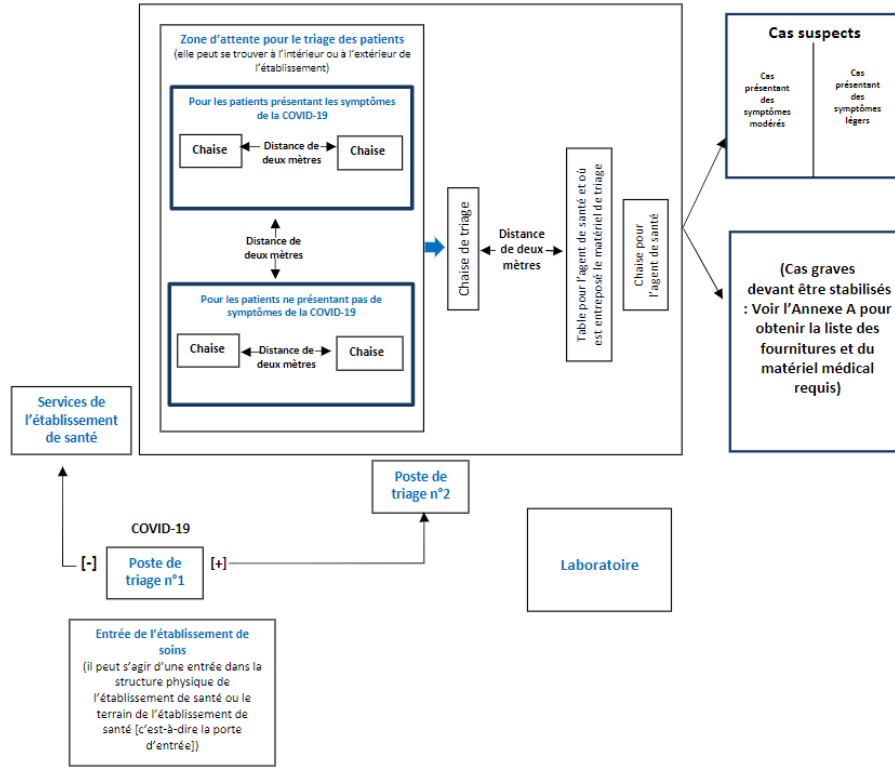 Zone d'attente pour le triage des patients
(elle peut se trouver à l'intérieur ou à l'extérieur de
l'établissement)
Pour les patients présentant les symptômes
de la COVID-19
Chaise
Distance de
deux mètres
Chaise
Distance de
deux mètres
Pour les patients ne présentant pas de
symptômes de la COVID-19
Chaise
Distance de
deux mètres
Chaise
Chaise de triage
Distance
de deux
mètres
Table pour l'agent de santé et où
est entreposé le matériel de triage
Chaise pour
l'agent de santé
Cas suspects
Cas
présentant
des
symptômes
modérés
Cas
présentant
des
symptômes
légers
(Cas graves
devant être stabilisés
: Voir l'Annexe A pour
obtenir la liste des
fournitures et du
matériel médical
requis)
Services de
l'établissement
de santé
Poste de
triage n°2
COVID-19
[-]
Poste de
triage n°1
[+]
Laboratoire
Entrée de l'établissement de
soins
(il peut s'agir d'une entrée dans la
structure physique de
l'établissement de santé ou le
terrain de l'établissement de
santé [c'est-à-dire la porte
d'entrée])